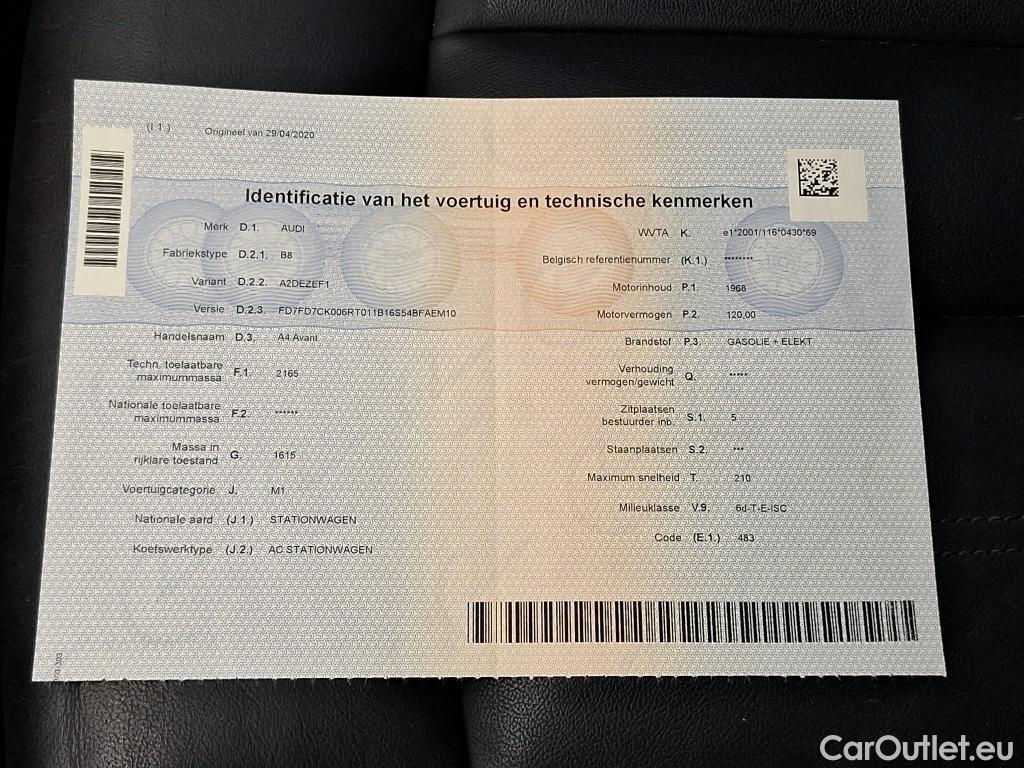 (I.1.) Origineel van 29/04/2020
Identificatie van het voertuig en technische kenmerken
Merk D.1. AUDI
Fabriekstype D.2.1. B8
Variant D.2.2. A2DEZEF1
Versie D.2.3. FD7FD7CK006RT011B16S54BFAEM10
Handelsnaam D.3. A4 Avant
Techn. toelaatbare
maximummassa F.1. 2165
Nationale toelaatbare
maximummassa F.2. ******
Massa in
rijklare toestand G. 1615
Voertuigcategorie J. M1
Nationale aard (J.1.) STATIONWAGEN
Koetswerktype (J.2.) AC STATIONWAGEN
WVTA K. e1*2001/116*0430*69
Belgisch referentienummer (K.1.) ********
Motorinhoud P.1. 1968
Motorvermogen P.2. 120,00
Brandstof P.3. GASOLIE + ELEKT
Verhouding
vermogen/gewicht Q. *****
Zitplaatsen
bestuurder inb. S.1. 5
Staanplaatsen S.2. ***
Maximum snelheid T. 210
Milieuklasse V.9. 6d-T-E-ISC
Code (E.1.) 483
CarOutlet.eu